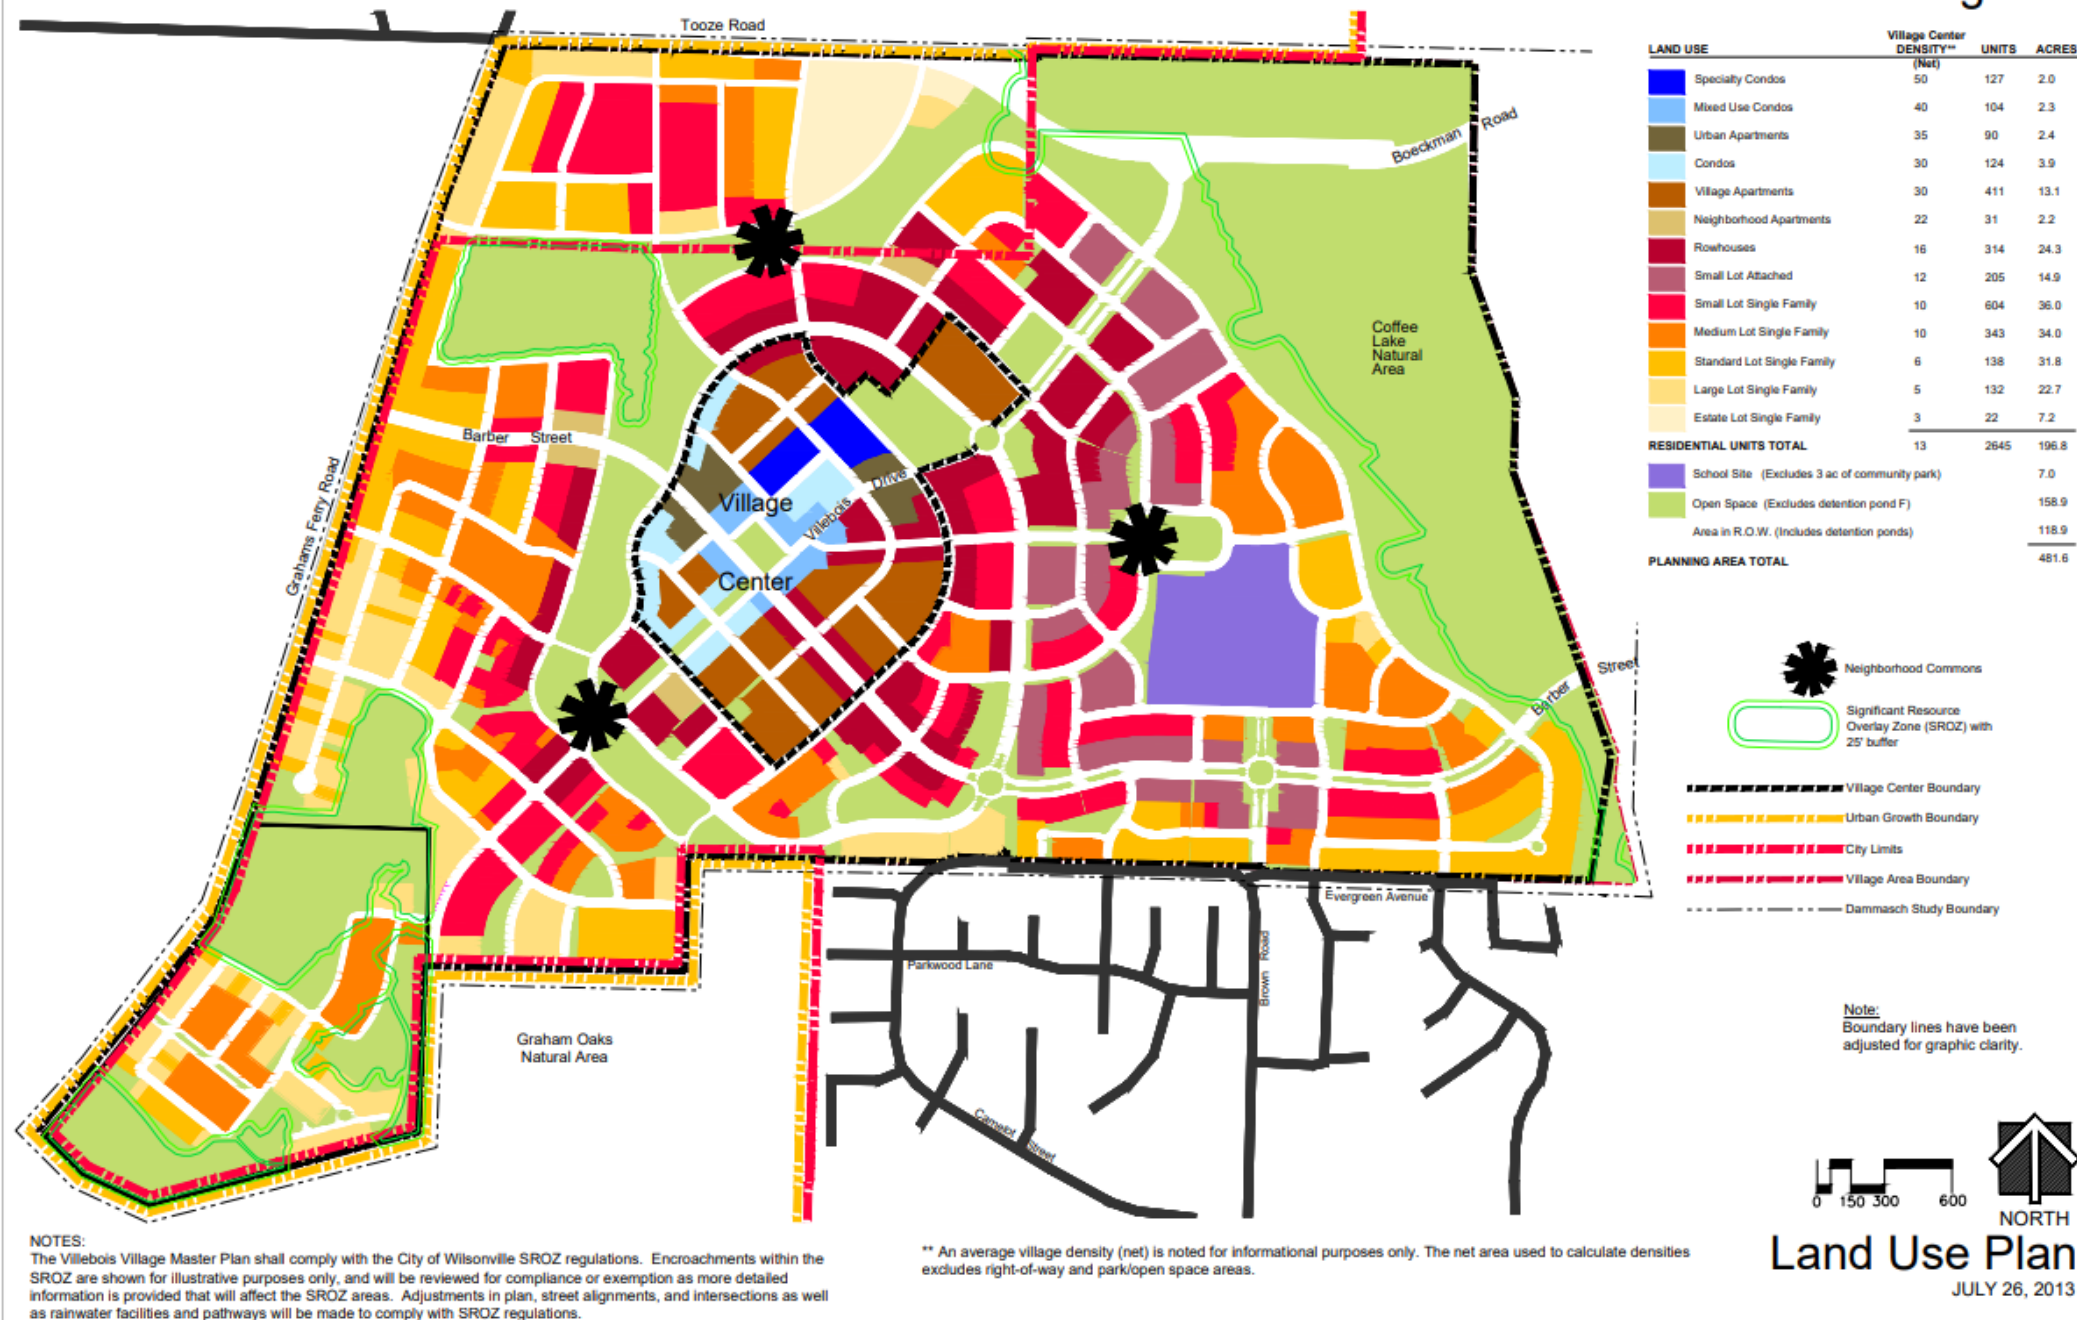 Tooze Road
Boeckman Road
Coffee
Lake
Natural
Area
Barber Street
Grahams Ferry Road
Village
Center
Villebois Drive
Barber Street
Evergreen Avenue
Parkwood Lane
Brown Road
Camelot Street
Graham Oaks
Natural Area
Village Center
LAND USE DENSITY** UNITS ACRES
(Net)
Specialty Condos 50 127 2.0
Mixed Use Condos 40 104 2.3
Urban Apartments 35 90 2.4
Condos 30 124 3.9
Village Apartments 30 411 13.1
Neighborhood Apartments 22 31 2.2
Rowhouses 16 314 24.3
Small Lot Attached 12 205 14.9
Small Lot Single Family 10 604 36.0
Medium Lot Single Family 10 343 34.0
Standard Lot Single Family 6 138 31.8
Large Lot Single Family 5 132 22.7
Estate Lot Single Family 3 22 7.2
RESIDENTIAL UNITS TOTAL 13 2645 196.8
School Site (Excludes 3 ac of community park) 7.0
Open Space (Excludes detention pond F) 158.9
Area in R.O.W. (Includes detention ponds) 118.9
PLANNING AREA TOTAL 481.6
Neighborhood Commons
Significant Resource
Overlay Zone (SROZ) with
25' buffer
Village Center Boundary
Urban Growth Boundary
City Limits
Village Area Boundary
Dammasch Study Boundary
Note:
Boundary lines have been
adjusted for graphic clarity.
0 150 300 600
NORTH
Land Use Plan
JULY 26, 2013
NOTES:
The Villebois Village Master Plan shall comply with the City of Wilsonville SROZ regulations. Encroachments within the
SROZ are shown for illustrative purposes only, and will be reviewed for compliance or exemption as more detailed
information is provided that will affect the SROZ areas. Adjustments in plan, street alignments, and intersections as well
as rainwater facilities and pathways will be made to comply with SROZ regulations.
** An average village density (net) is noted for informational purposes only. The net area used to calculate densities
excludes right-of-way and park/open space areas.